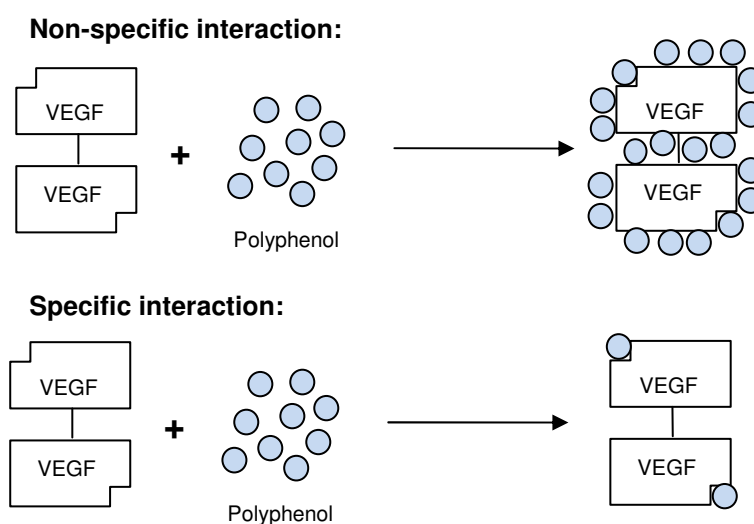 Non-specific interaction:
VEGF
VEGF
+
Polyphenol
VEGF
VEGF
Specific interaction:
VEGF
VEGF
+
Polyphenol
VEGF
VEGF